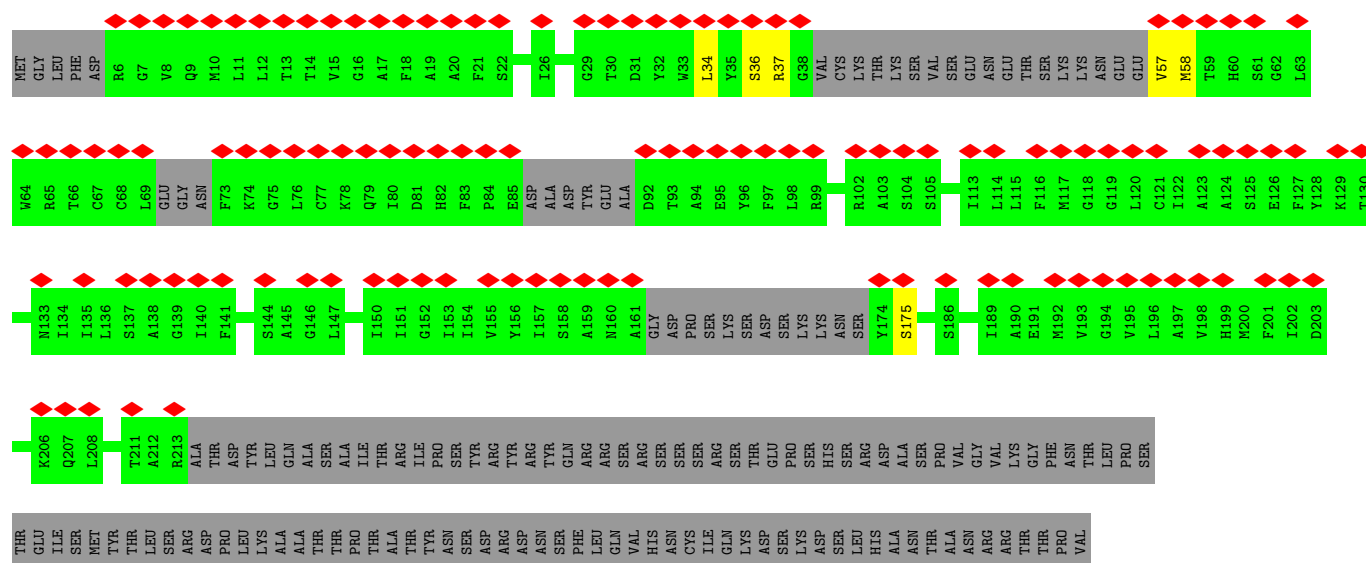 MET GLY LEU PHE ASP R6 G7 V8 Q9 M10 L11 L12 T13 T14 V15 G16 A17 F18 A19 A20 F21 S22 I26 G29 T30 D31 Y32 W33 L34 Y35 S36 R37 G38 VAL CYS LYS THR LYS SER VAL SER GLU ASN GLU THR SER LYS LYS ASN GLU GLU V57 M58 T59 H60 S61 G62 L63
W64 R65 T66 C67 C68 L69 GLU GLY ASN F73 K74 G75 L76 C77 K78 Q79 I80 D81 H82 F83 P84 E85 ASP ALA ASP TYR GLU ALA D92 T93 A94 E95 Y96 F97 L98 R99 R102 A103 S104 S105 I113 L114 L115 F116 M117 G118 G119 L120 C121 I122 A123 A124 S125 E126 F127 Y128 K129 T130
N133 I134 I135 L136 S137 A138 G139 I140 F141 S144 A145 G146 L147 I150 I151 G152 I153 I154 V155 Y156 I157 S158 A159 N160 A161 GLY ASP PRO SER LYS SER ASP SER LYS LYS ASN SER Y174 S175 S186 I189 A190 E191 M192 V193 G194 V195 L196 A197 V198 H199 M200 F201 I202 D203
K206 Q207 L208 T211 A212 R213 ALA THR ASP TYR LEU GLN ALA SER ALA ILE THR ARG ILE PRO SER TYR ARG TYR ARG TYR GLN ARG ARG SER ARG SER SER SER ARG SER THR GLU PRO SER HIS SER ARG ASP ALA SER PRO VAL GLY VAL LYS GLY PHE ASN THR LEU PRO SER
THR GLU ILE SER MET TYR THR LEU SER ARG ASP PRO LEU LYS ALA ALA THR THR PRO THR ALA THR TYR ASN SER ASP ARG ASP ASN SER PHE LEU GLN VAL HIS ASN CYS ILE GLN LYS ASP SER LYS ASP SER LEU HIS ALA ASN THR ALA ASN ARG ARG THR THR PRO VAL